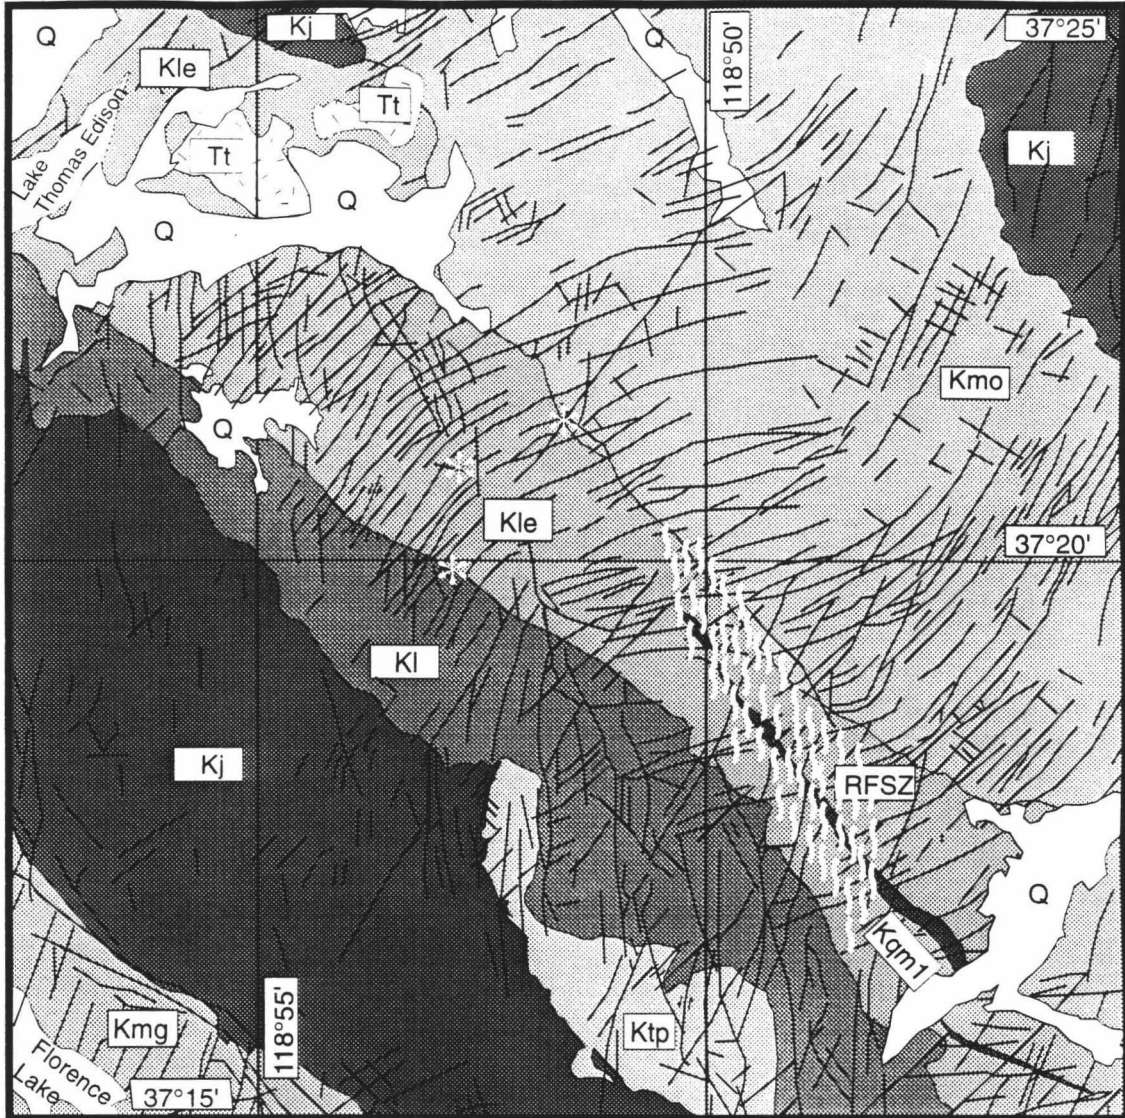 Q
Kj
Q
118°50'
37°25'
Kle
Tt
Kj
Lake
Thomas Edison
Tt
Q
Q
Kmo
Q
Kle
37°20'
Kl
Kj
RFSZ
Q
Kqm1
118°55'
Kmg
Ktp
Florence
Lake
37°15'